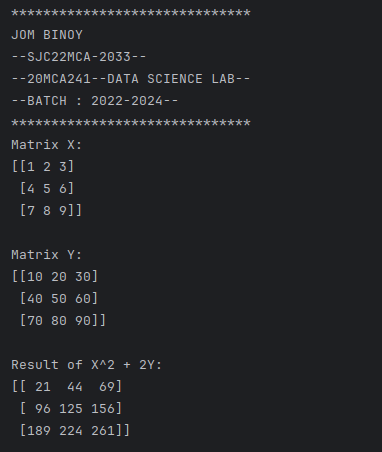 ******************************
JOM BINOY
--SJC22MCA-2033--
--20MCA241--DATA SCIENCE LAB--
--BATCH : 2022-2024--
******************************
Matrix X:
[[1 2 3]
 [4 5 6]
 [7 8 9]]

Matrix Y:
[[10 20 30]
 [40 50 60]
 [70 80 90]]

Result of X^2 + 2Y:
[[ 21  44  69]
 [ 96 125 156]
 [189 224 261]]